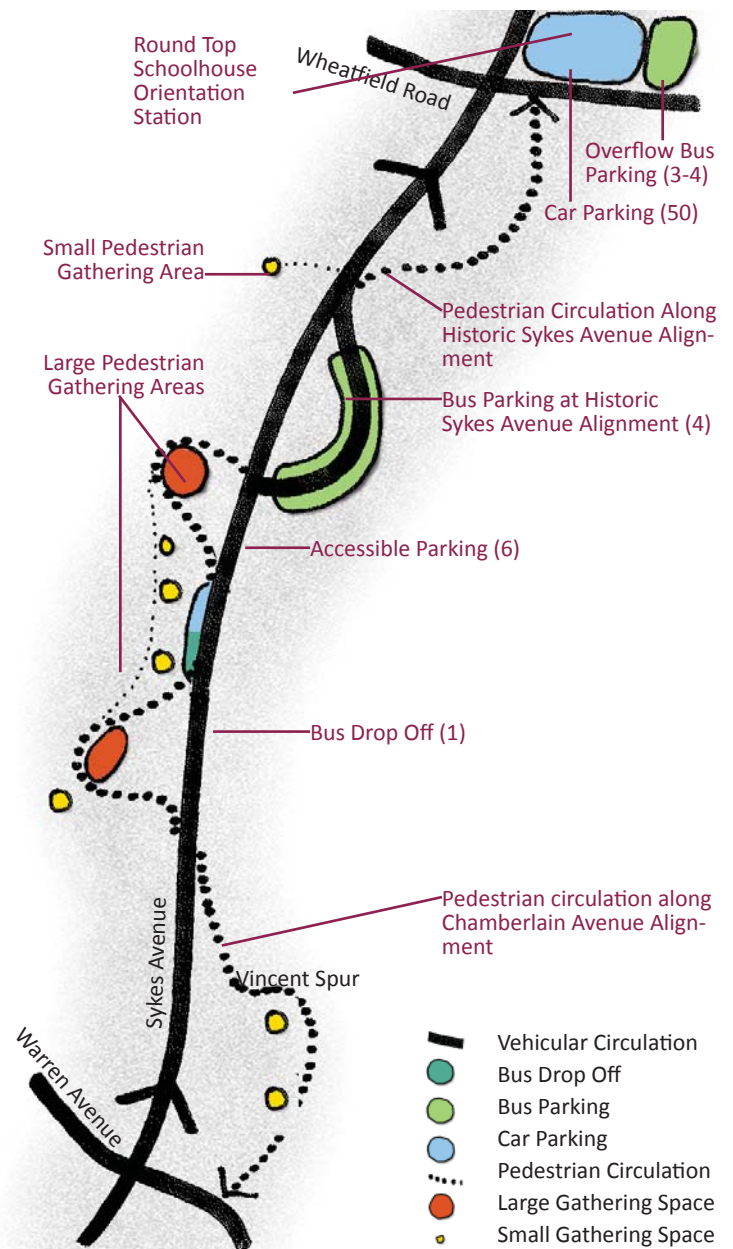 Round Top
Schoolhouse
Orientation
Station
Wheatfield Road
Overflow Bus
Parking (3-4)
Car Parking (50)
Small Pedestrian
Gathering Area
Pedestrian Circulation Along
Historic Sykes Avenue Align-
ment
Large Pedestrian
Gathering Areas
Bus Parking at Historic
Sykes Avenue Alignment (4)
Accessible Parking (6)
Bus Drop Off (1)
Pedestrian circulation along
Chamberlain Avenue Align-
ment
Sykes Avenue
Vincent Spur
Warren Avenue
Vehicular Circulation
Bus Drop Off
Bus Parking
Car Parking
Pedestrian Circulation
Large Gathering Space
Small Gathering Space